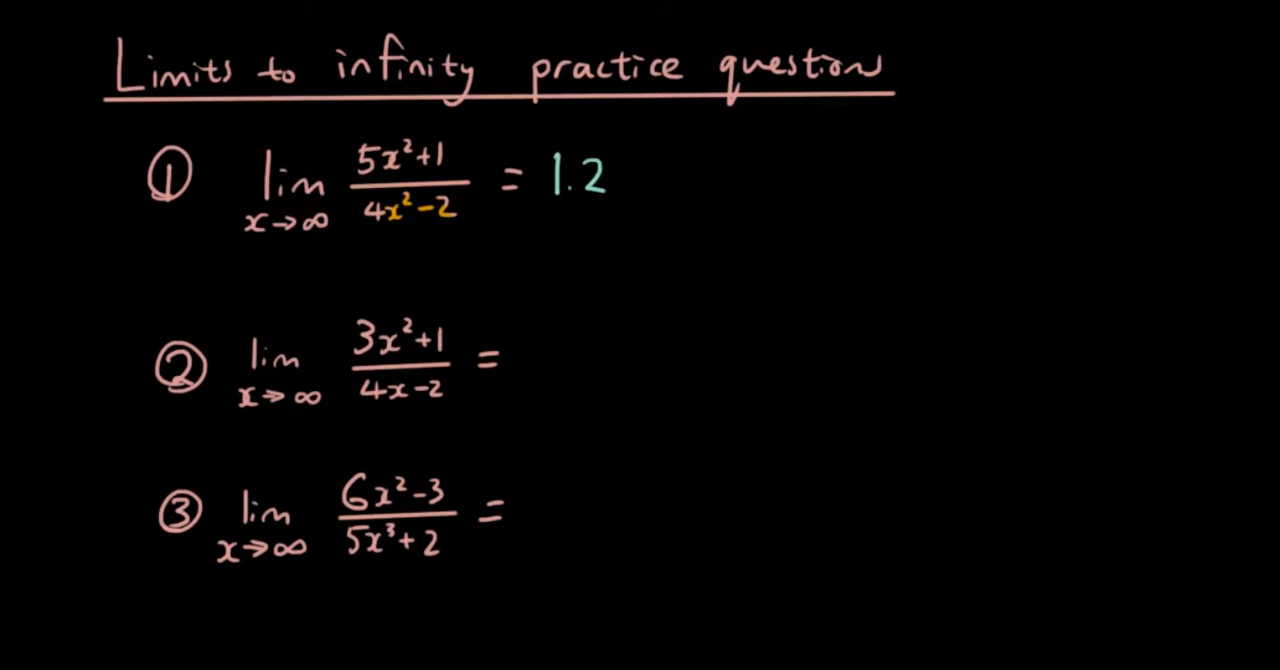 Limits to infinity practice questions
① lim x→∞ (5x²+1)/(4x²-2) = 1.2
② lim x→∞ (3x²+1)/(4x-2) =
③ lim x→∞ (6x²-3)/(5x³+2) =